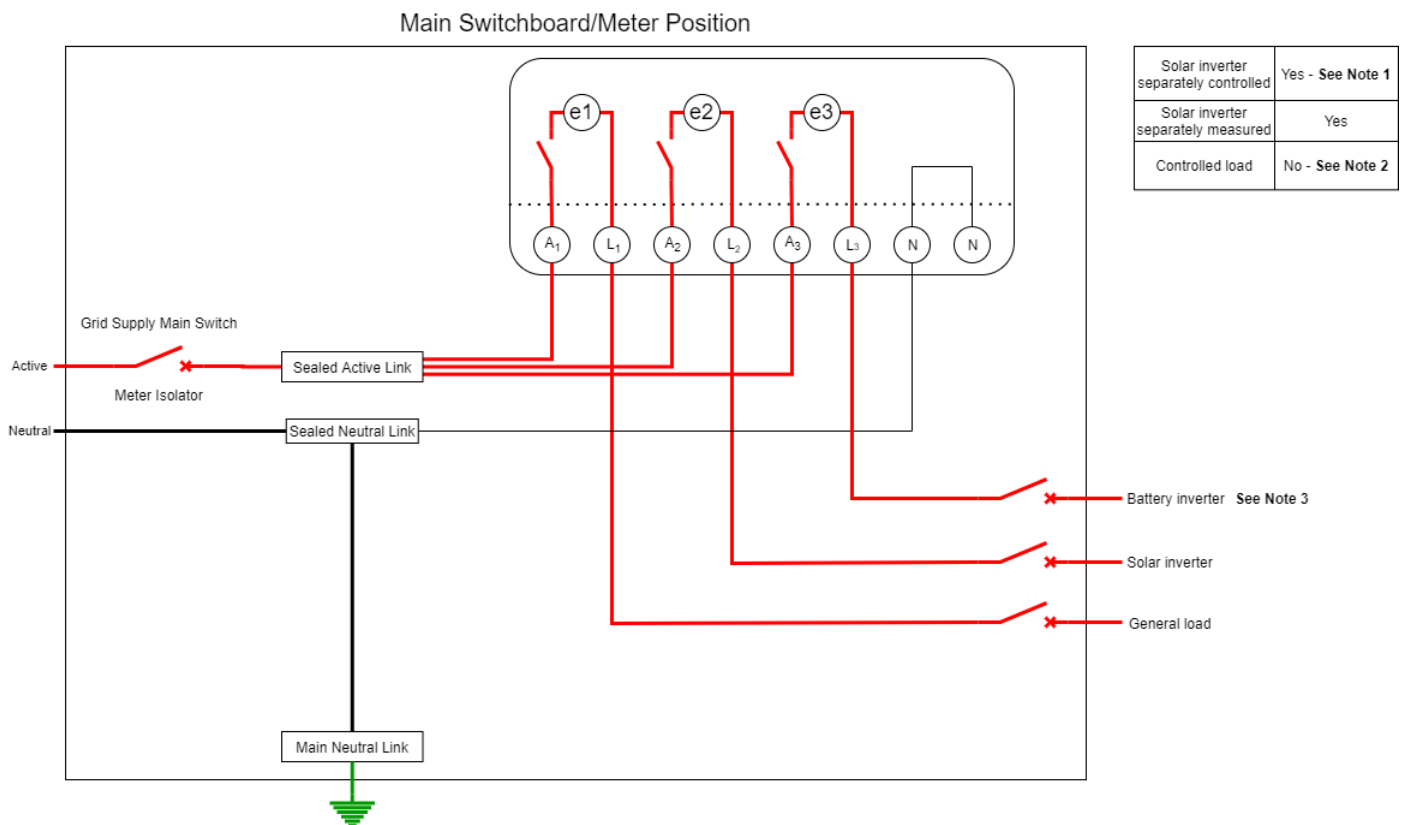 Main Switchboard/Meter Position
Solar inverter
separately controlled
Yes - See Note 1
Solar inverter
separately measured
Yes
Controlled load
No - See Note 2
e1
e2
e3
A1
L1
A2
L2
A3
L3
N
N
Grid Supply Main Switch
Active
Sealed Active Link
Meter Isolator
Neutral
Sealed Neutral Link
Battery inverter See Note 3
Solar inverter
General load
Main Neutral Link